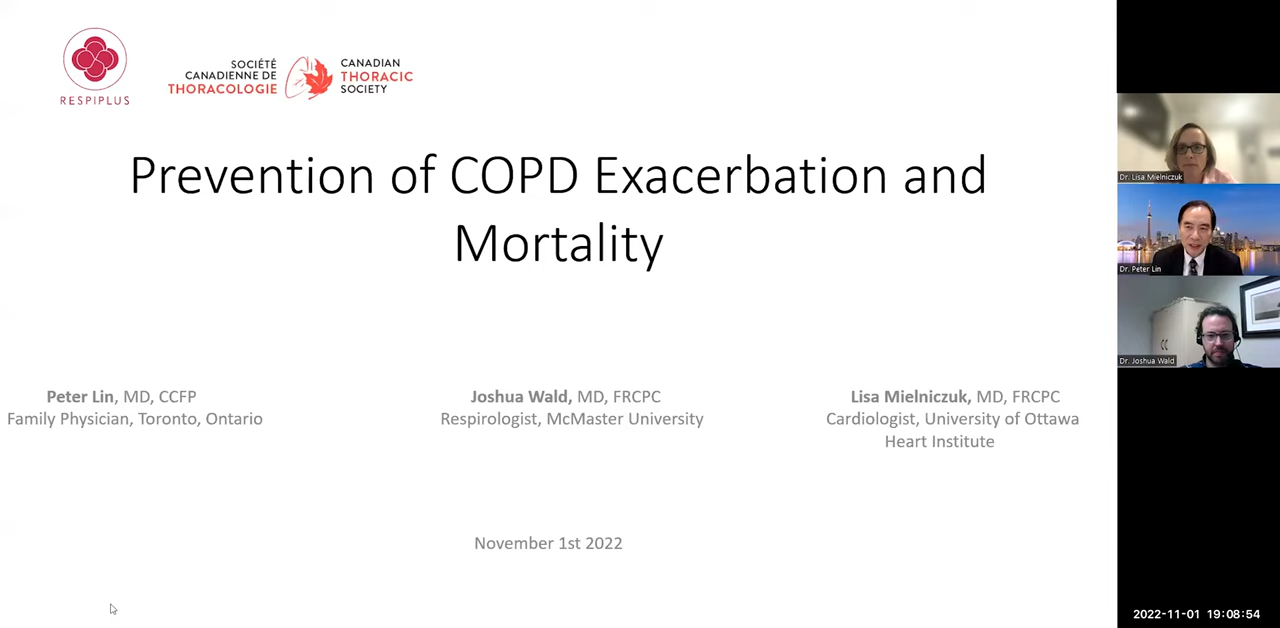 RESPIPLUS
SOCIÉTÉ
CANADIENNE DE
THORACOLOGIE
CANADIAN
THORACIC
SOCIETY
Prevention of COPD Exacerbation and
Mortality
Peter Lin, MD, CCFP
Family Physician, Toronto, Ontario
Joshua Wald, MD, FRCPC
Respirologist, McMaster University
Lisa Mielniczuk, MD, FRCPC
Cardiologist, University of Ottawa
Heart Institute
November 1st 2022
Dr. Lisa Mielniczuk
Dr. Peter Lin
Dr. Joshua Wald
2022-11-01 19:08:54